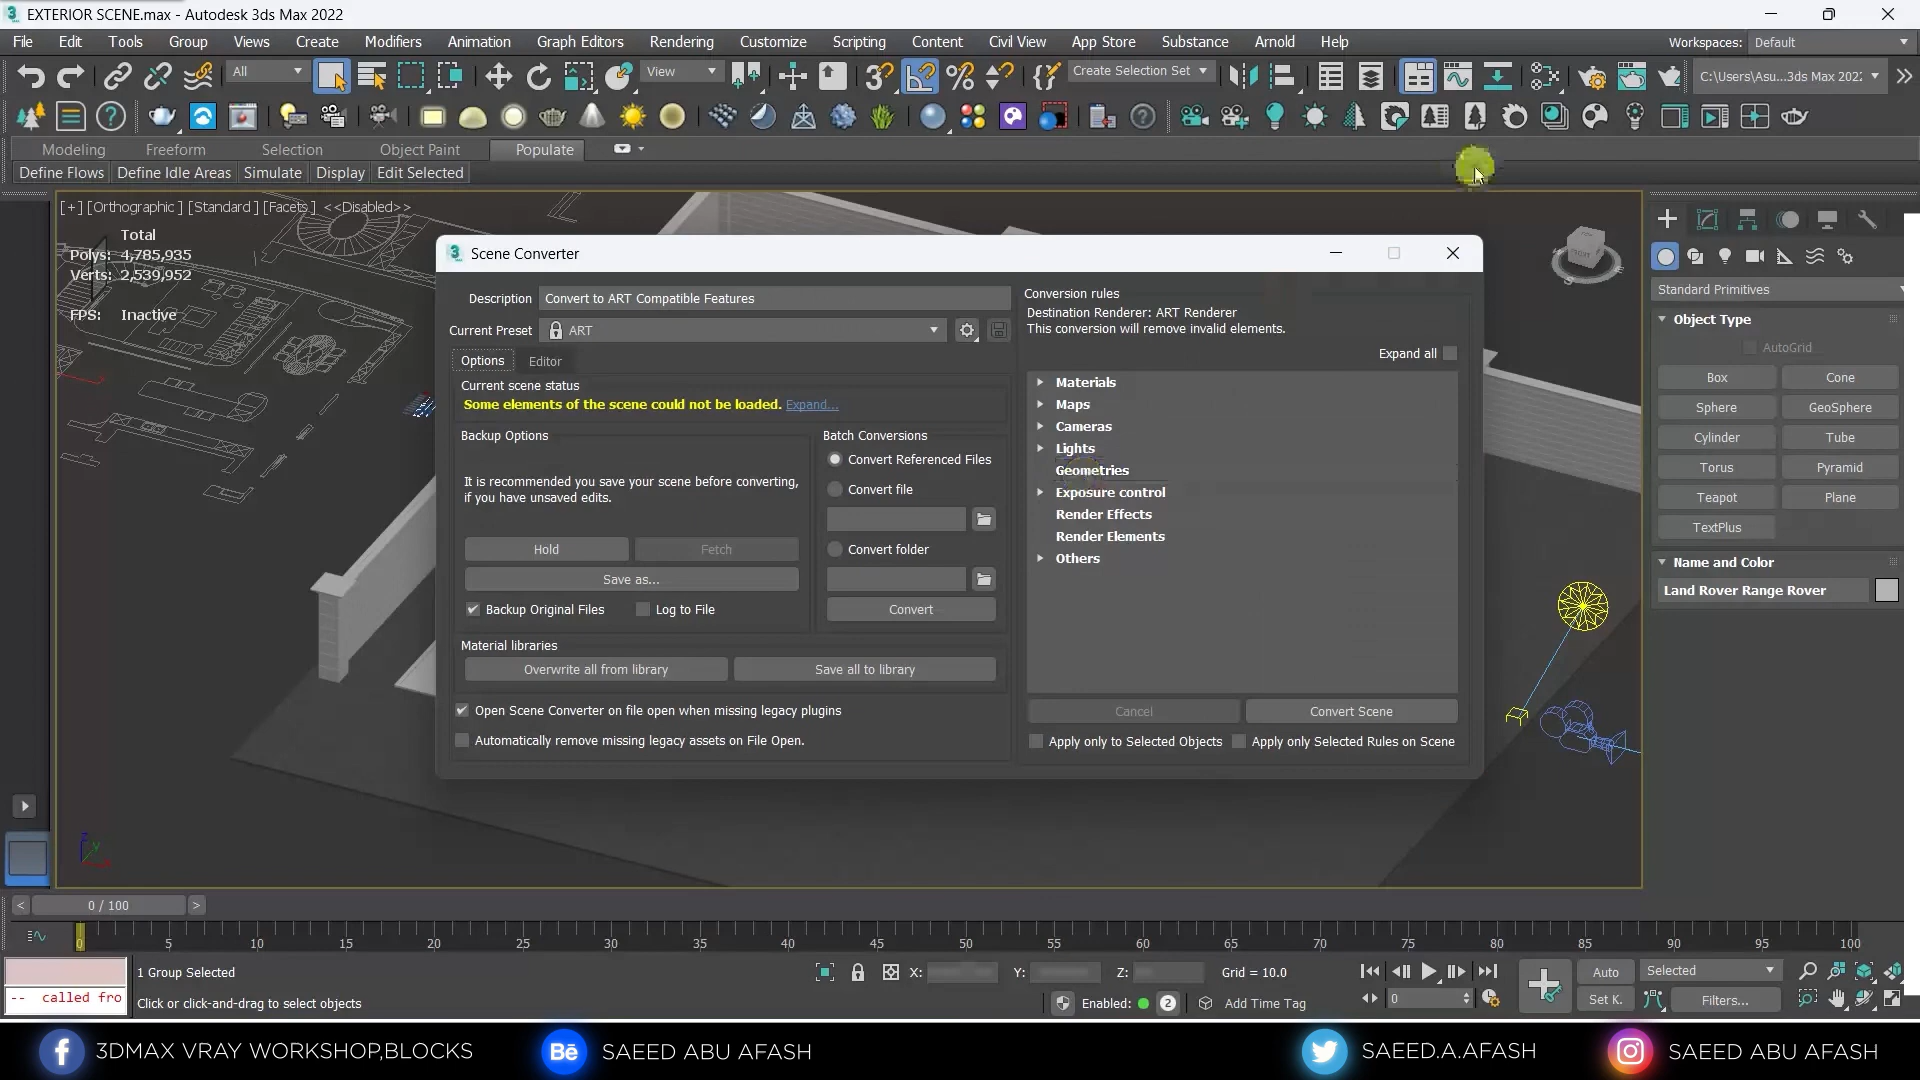 EXTERIOR SCENE.max - Autodesk 3ds Max 2022
File Edit Tools Group Views Create Modifiers Animation Graph Editors Rendering Customize Scripting Content Civil View App Store Substance Arnold Help Workspaces: Default
All View Create Selection Set C:\Users\Asu...3ds Max 202
Modeling Freeform Selection Object Paint Populate
Define Flows Define Idle Areas Simulate Display Edit Selected
[+] [Orthographic ] [Standard ] [Facets ] <<Disabled>>
Total
Polys: 4,785,935
Verts: 2,539,952
FPS: Inactive
Scene Converter
Description Convert to ART Compatible Features
Current Preset ART
Options Editor
Current scene status
Some elements of the scene could not be loaded. Expand...
Backup Options
It is recommended you save your scene before converting,
if you have unsaved edits.
Hold Fetch
Save as...
Backup Original Files Log to File
Batch Conversions
Convert Referenced Files
Convert file
Convert folder
Convert
Material libraries
Overwrite all from library Save all to library
Open Scene Converter on file open when missing legacy plugins
Automatically remove missing legacy assets on File Open.
Conversion rules
Destination Renderer: ART Renderer
This conversion will remove invalid elements.
Expand all
Materials
Maps
Cameras
Lights
Geometries
Exposure control
Render Effects
Render Elements
Others
Cancel Convert Scene
Apply only to Selected Objects Apply only Selected Rules on Scene
Standard Primitives
Object Type
AutoGrid
Box Cone
Sphere GeoSphere
Cylinder Tube
Torus Pyramid
Teapot Plane
TextPlus
Name and Color
Land Rover Range Rover
< 0 / 100 >
0 5 10 15 20 25 30 35 40 45 50 55 60 65 70 75 80 85 90 95 100
1 Group Selected X: Y: Z: Grid = 10.0 Auto Selected
-- called fro Click or click-and-drag to select objects Enabled: 2 Add Time Tag 0 Set K. Filters...
3DMAX VRAY WORKSHOP,BLOCKS Bē SAEED ABU AFASH SAEED.A.AFASH SAEED ABU AFASH